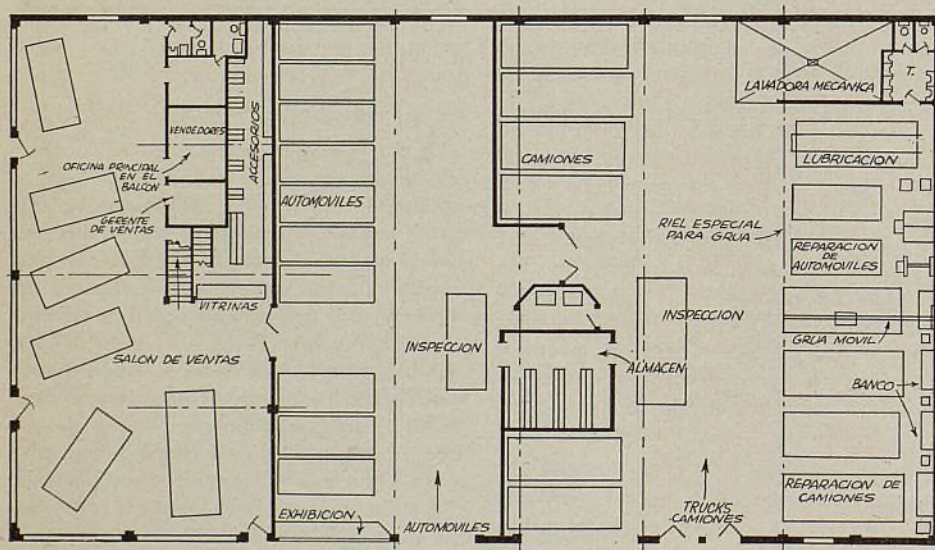 VENDEDORES
OFICINA PRINCIPAL
EN EL
BALCON
GERENTE
DE VENTAS
ACCESORIOS
VITRINAS
SALON DE VENTAS
AUTOMOVILES
EXHIBICION
INSPECCION
AUTOMOVILES
CAMIONES
ALMACEN
INSPECCION
TRUCKS
CAMIONES
LAVADORA MECANICA
T.
LUBRICACION
RIEL ESPECIAL
PARA GRUA
REPARACION
DE
AUTOMOVILES
GRUA MOVIL
BANCO
REPARACION DE
CAMIONES